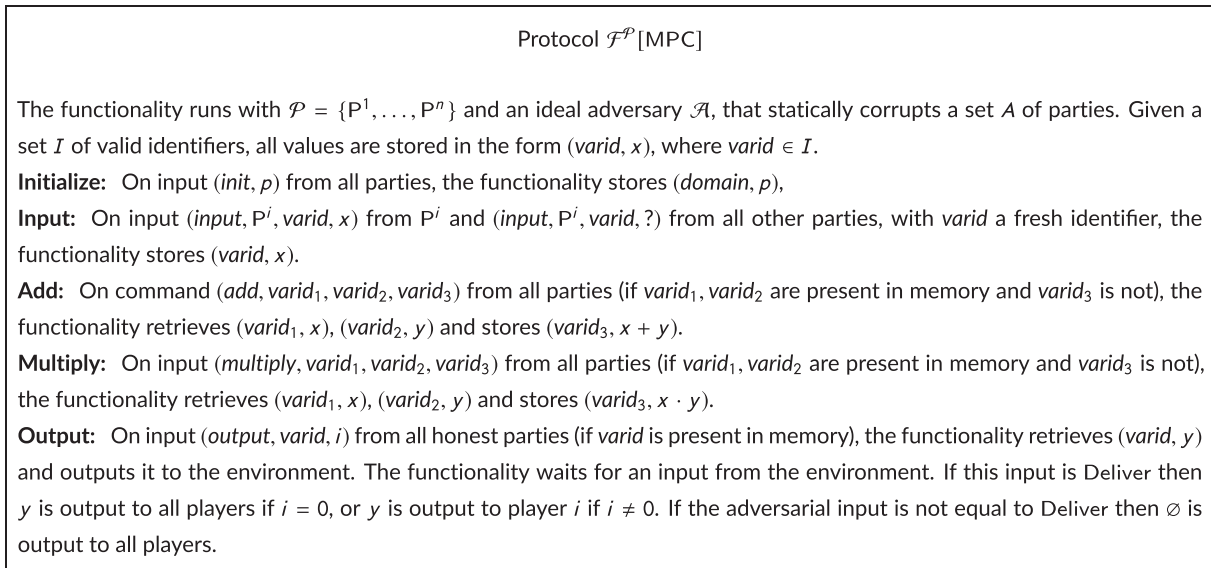 Protocol ℱ^𝒫[MPC]
The functionality runs with 𝒫 = {P¹, . . . , Pⁿ} and an ideal adversary 𝒜, that statically corrupts a set A of parties. Given a
set I of valid identifiers, all values are stored in the form (varid, x), where varid ∈ I.
Initialize: On input (init, p) from all parties, the functionality stores (domain, p),
Input: On input (input, Pⁱ, varid, x) from Pⁱ and (input, Pⁱ, varid, ?) from all other parties, with varid a fresh identifier, the
functionality stores (varid, x).
Add: On command (add, varid₁, varid₂, varid₃) from all parties (if varid₁, varid₂ are present in memory and varid₃ is not), the
functionality retrieves (varid₁, x), (varid₂, y) and stores (varid₃, x + y).
Multiply: On input (multiply, varid₁, varid₂, varid₃) from all parties (if varid₁, varid₂ are present in memory and varid₃ is not),
the functionality retrieves (varid₁, x), (varid₂, y) and stores (varid₃, x · y).
Output: On input (output, varid, i) from all honest parties (if varid is present in memory), the functionality retrieves (varid, y)
and outputs it to the environment. The functionality waits for an input from the environment. If this input is Deliver then
y is output to all players if i = 0, or y is output to player i if i ≠ 0. If the adversarial input is not equal to Deliver then ∅ is
output to all players.